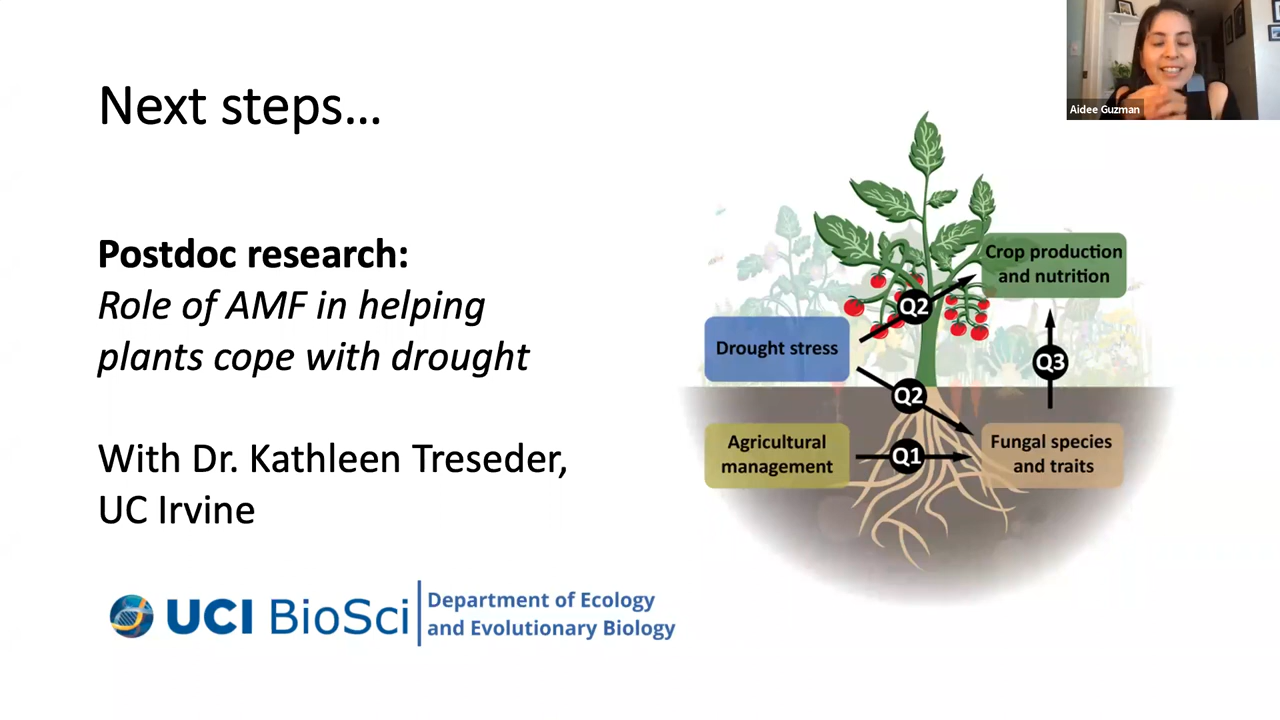 Next steps...
Aidee Guzman
Postdoc research:
Role of AMF in helping
plants cope with drought
With Dr. Kathleen Treseder,
UC Irvine
UCI BioSci
Department of Ecology
and Evolutionary Biology
Crop production
and nutrition
Q2
Drought stress
Q3
Q2
Agricultural
management
Q1
Fungal species
and traits